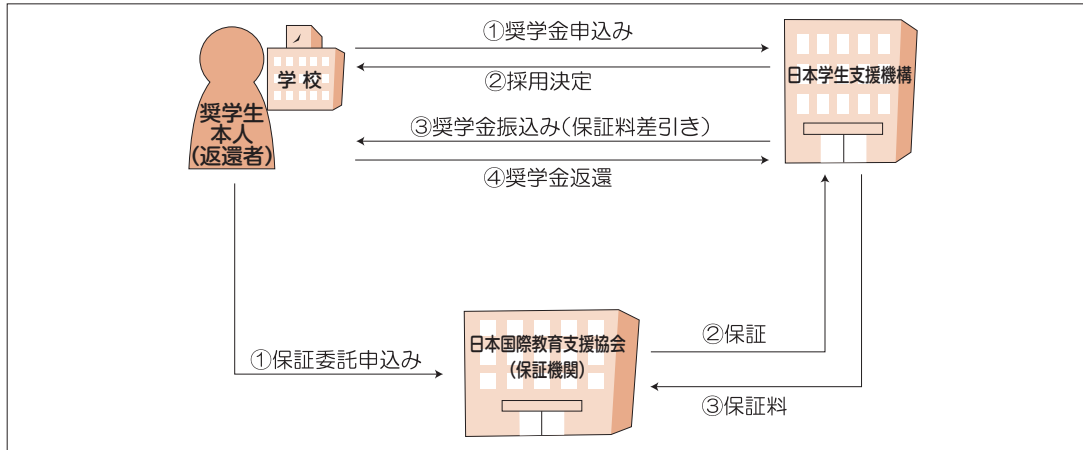 ①奨学金申込み
学校
②採用決定
日本学生支援機構
奨学生
本人
(返還者)
③奨学金振込み(保証料差引き)
④奨学金返還
①保証委託申込み
日本国際教育支援協会
(保証機関)
②保証
③保証料